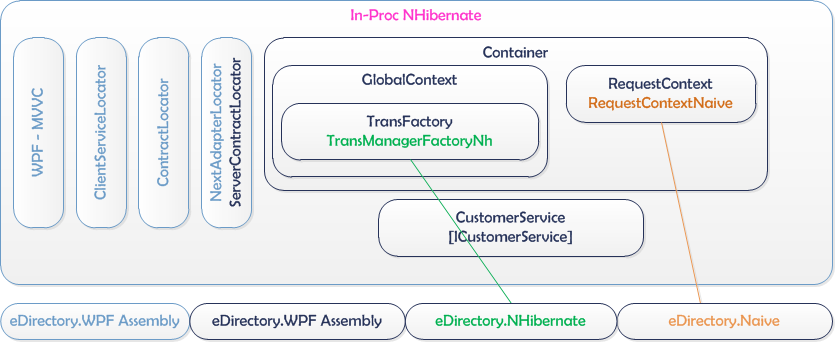 In-Proc NHibernate
WPF - MVVC
ClientServiceLocator
ContractLocator
NextAdapterLocator
ServerContractLocator
Container
GlobalContext
TransFactory
TransManagerFactoryNh
RequestContext
RequestContextNaive
CustomerService
[ICustomerService]
eDirectory.WPF Assembly
eDirectory.WPF Assembly
eDirectory.NHibernate
eDirectory.Naive